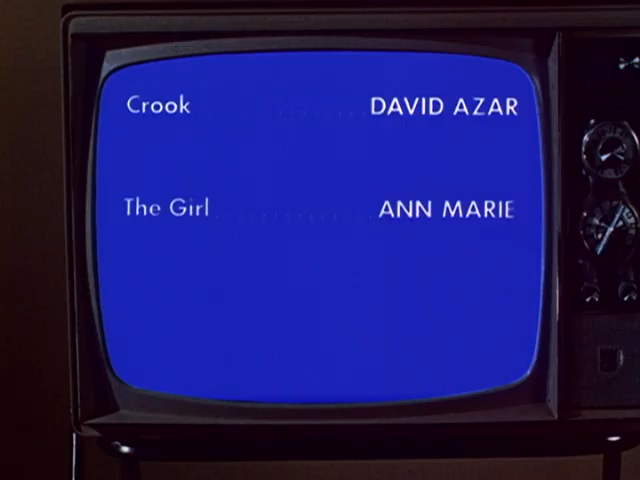 Crook ........ DAVID AZAR
The Girl .............. ANN MARIE